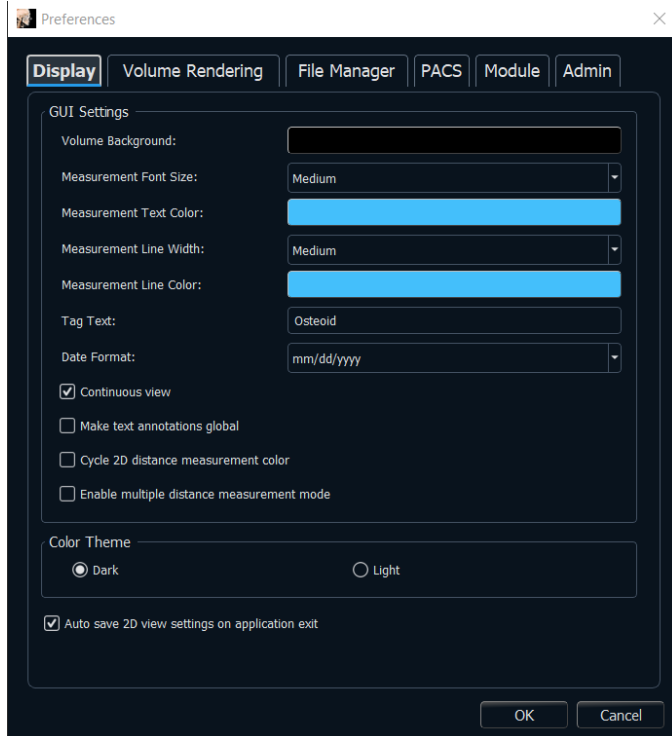 Preferences
Display Volume Rendering File Manager PACS Module Admin
GUI Settings
Volume Background:
Measurement Font Size: Medium
Measurement Text Color:
Measurement Line Width: Medium
Measurement Line Color:
Tag Text: Osteoid
Date Format: mm/dd/yyyy
Continuous view
Make text annotations global
Cycle 2D distance measurement color
Enable multiple distance measurement mode
Color Theme
Dark Light
Auto save 2D view settings on application exit
OK Cancel